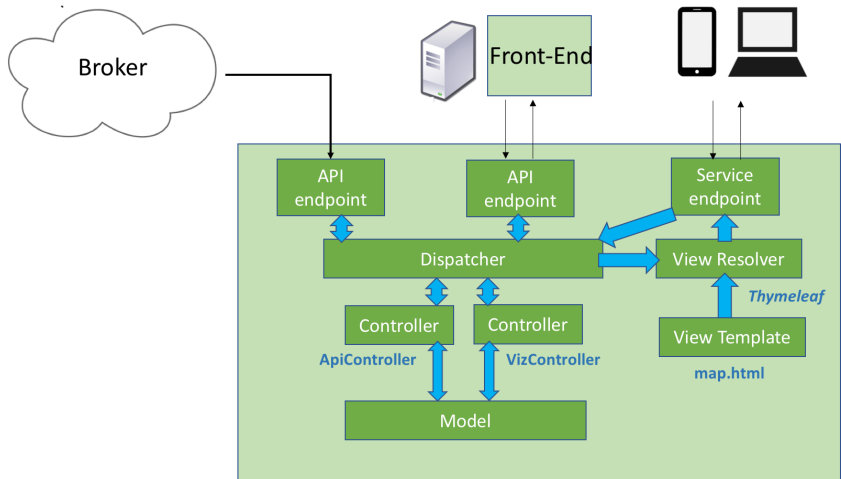 Broker
Front-End
API
endpoint
API
endpoint
Service
endpoint
Dispatcher
View Resolver
Thymeleaf
Controller
Controller
View Template
ApiController
VizController
map.html
Model